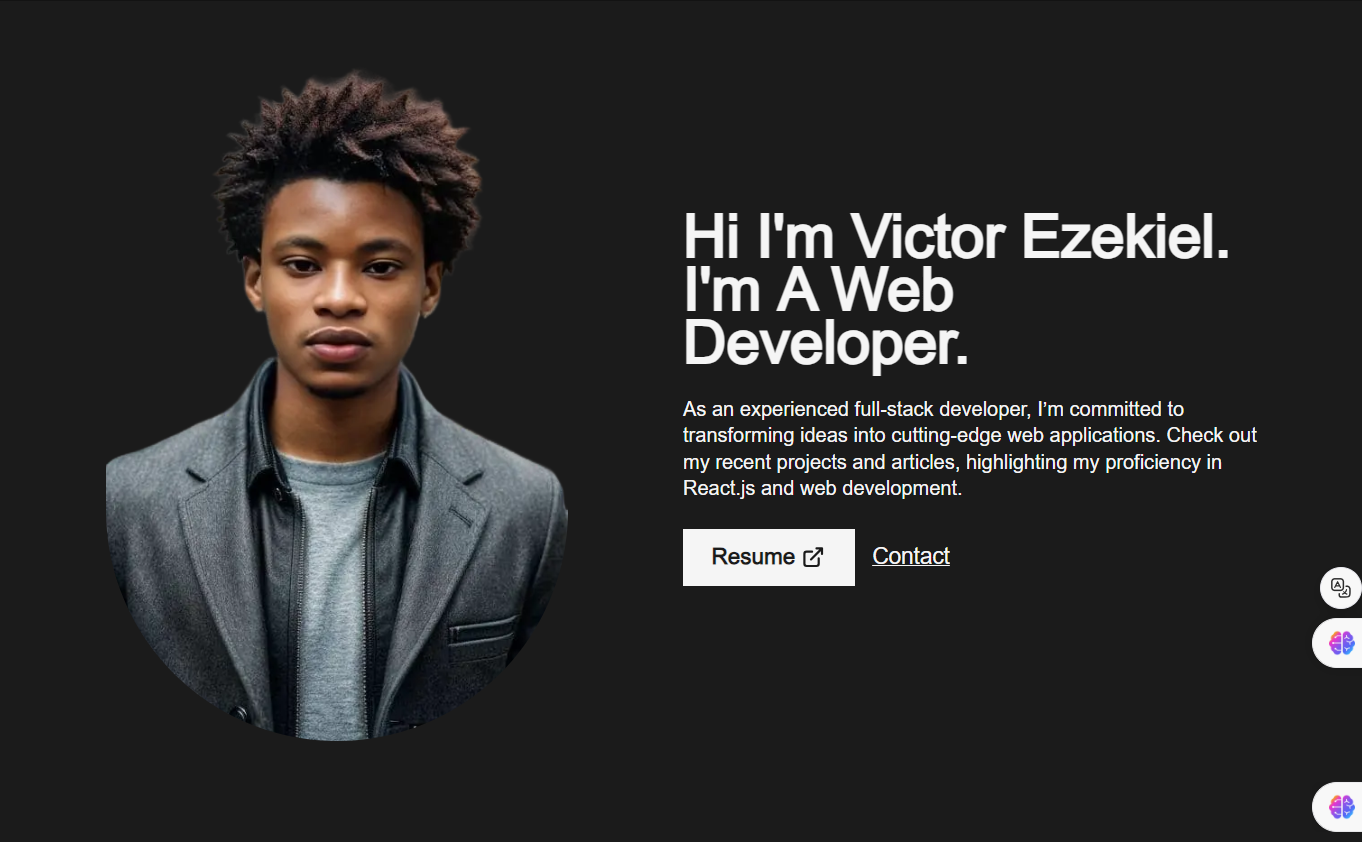 Hi I'm Victor Ezekiel.
I'm A Web
Developer.
As an experienced full-stack developer, I’m committed to
transforming ideas into cutting-edge web applications. Check out
my recent projects and articles, highlighting my proficiency in
React.js and web development.
Resume
Contact